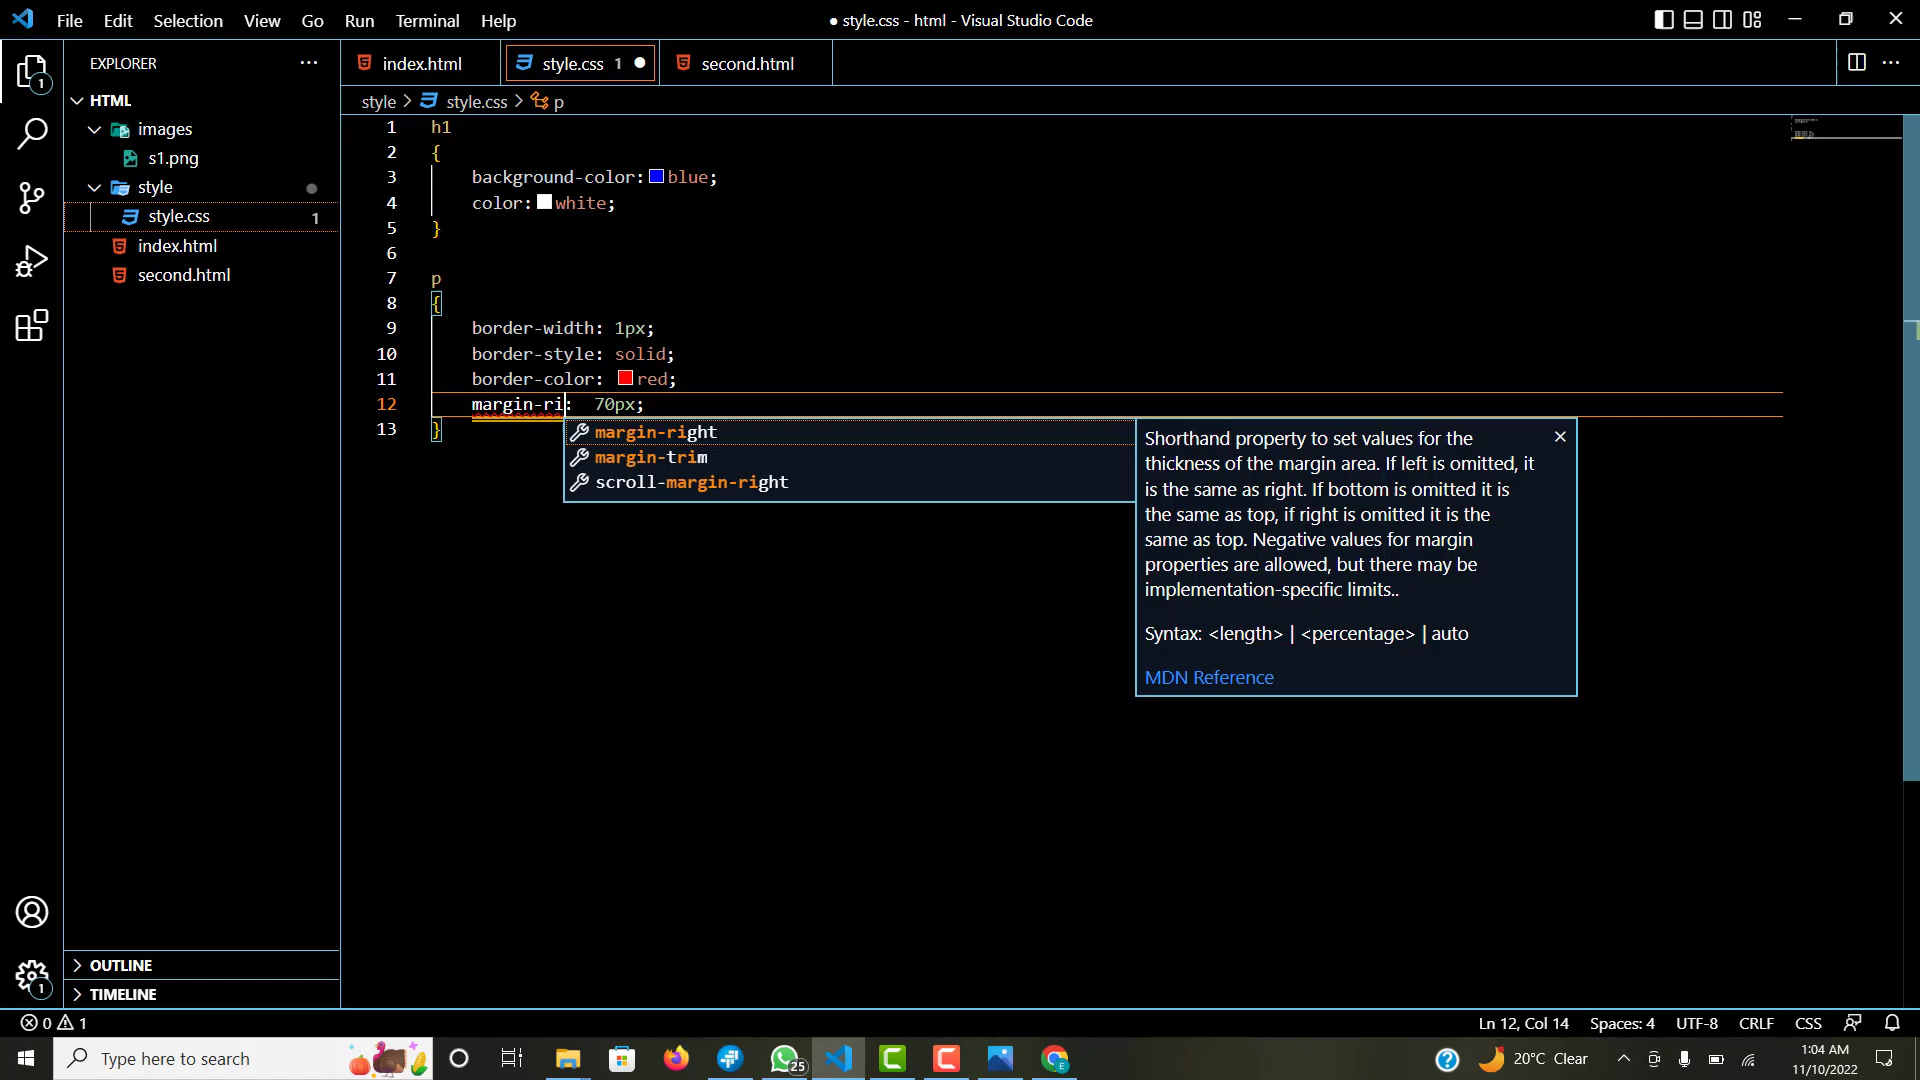 File Edit Selection View Go Run Terminal Help
● style.css - html - Visual Studio Code
EXPLORER
HTML
images
s1.png
style
style.css 1
index.html
second.html
OUTLINE
TIMELINE
1
1
index.html
style.css 1
second.html
style > style.css > p
1 h1
2 {
3 background-color: blue;
4 color: white;
5 }
6
7 p
8 {
9 border-width: 1px;
10 border-style: solid;
11 border-color: red;
12 margin-ri: 70px;
13 }
margin-right
margin-trim
scroll-margin-right
Shorthand property to set values for the
thickness of the margin area. If left is omitted, it
is the same as right. If bottom is omitted it is
the same as top, if right is omitted it is the
same as top. Negative values for margin
properties are allowed, but there may be
implementation-specific limits..
Syntax: <length> | <percentage> | auto
MDN Reference
0 1
Ln 12, Col 14 Spaces: 4 UTF-8 CRLF CSS
Type here to search
25
20°C Clear
1:04 AM
11/10/2022